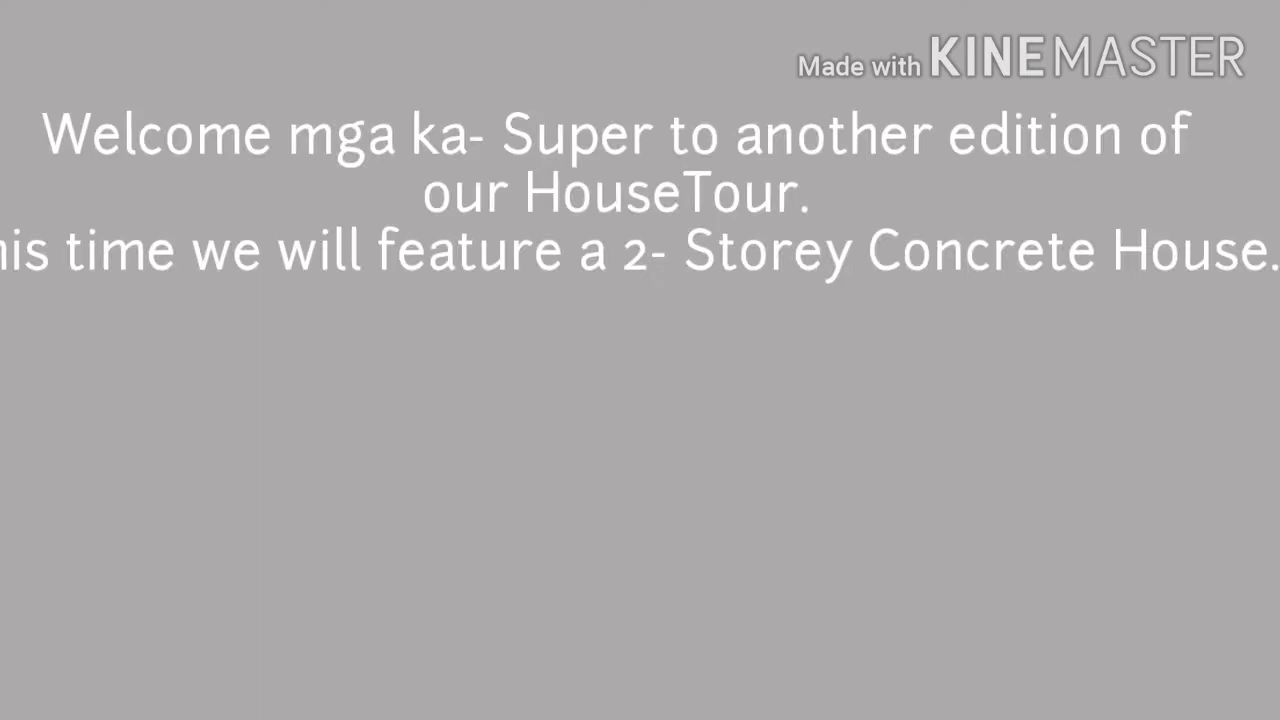 Made with KINEMASTER
Welcome mga ka- Super to another edition of
our HouseTour.
his time we will feature a 2- Storey Concrete House.